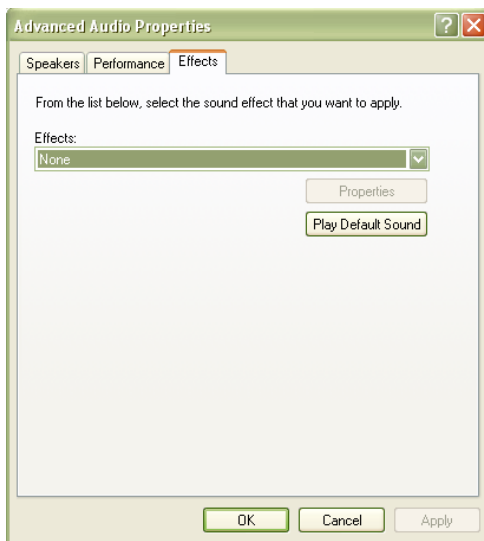 Advanced Audio Properties
Speakers Performance Effects
From the list below, select the sound effect that you want to apply.
Effects:
None
Properties
Play Default Sound
OK Cancel Apply